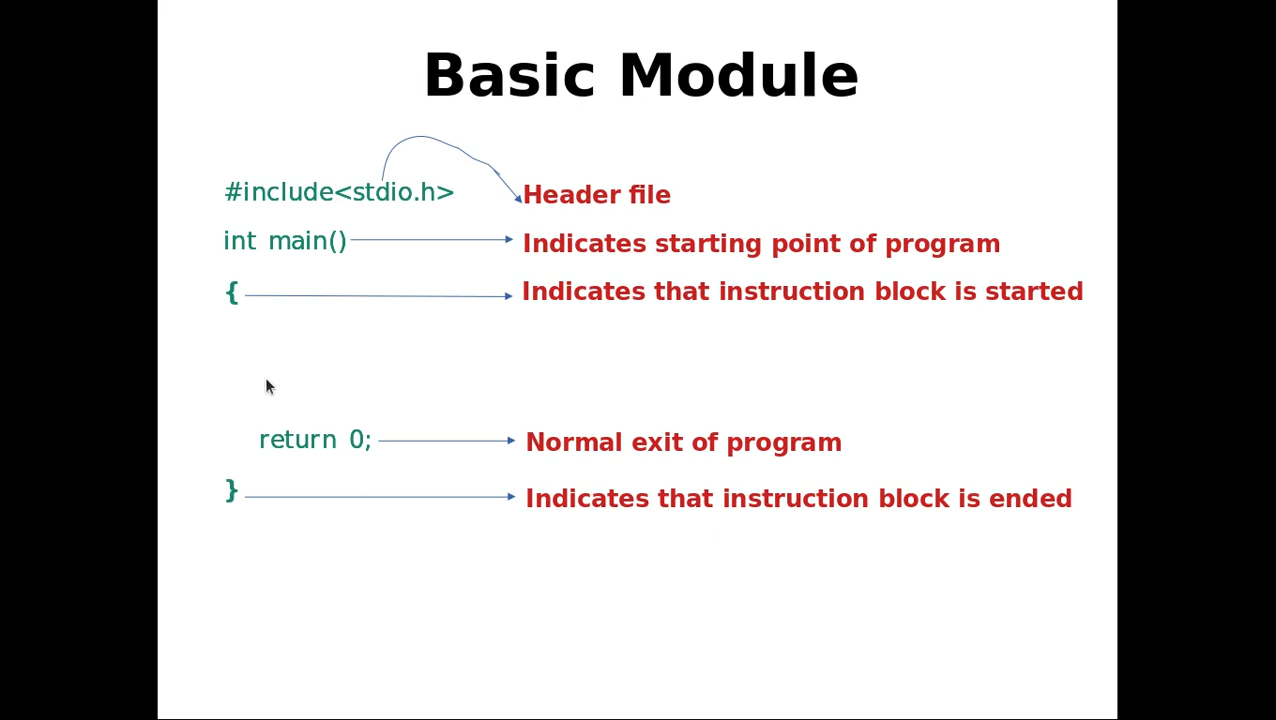 Basic Module
#include<stdio.h> Header file
int main() Indicates starting point of program
{ Indicates that instruction block is started
return 0; Normal exit of program
} Indicates that instruction block is ended